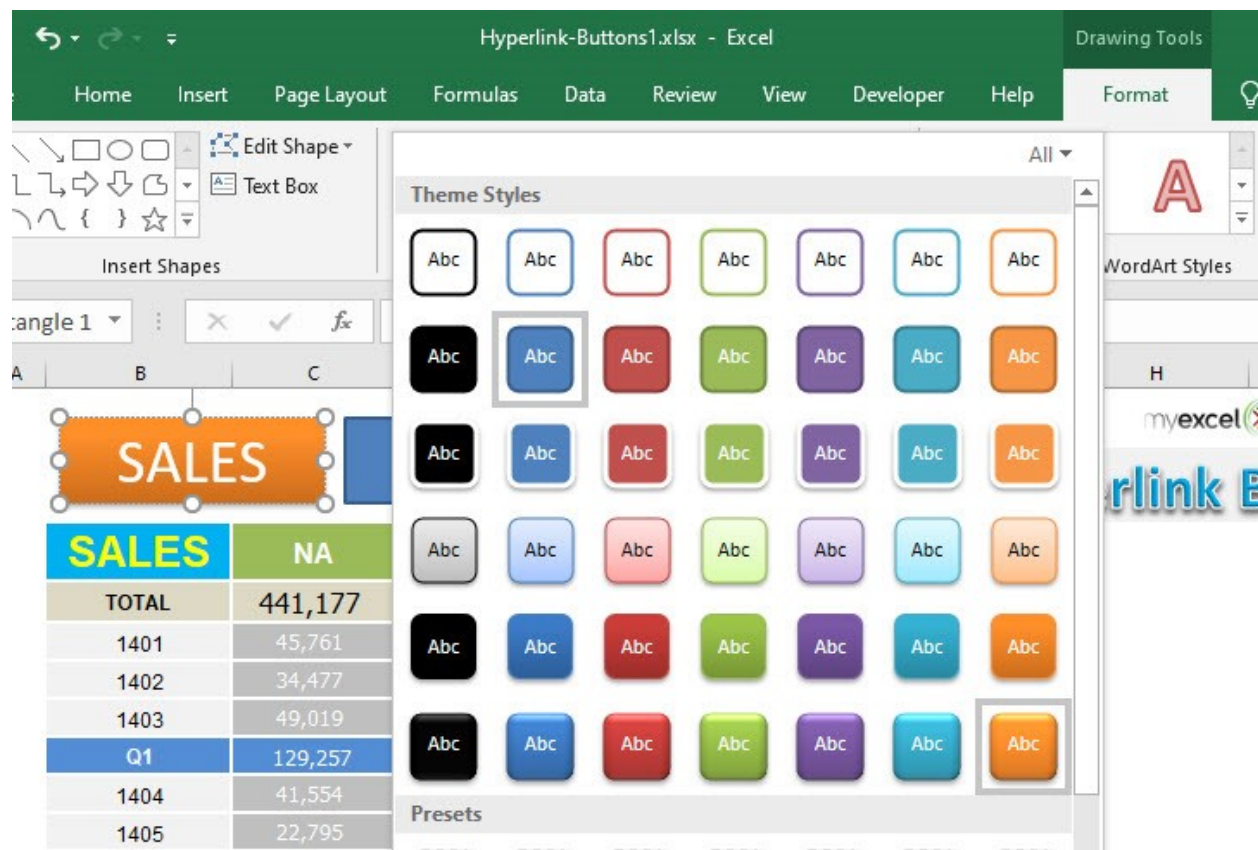 Hyperlink-Buttons1.xlsx - Excel
Drawing Tools
Home Insert Page Layout Formulas Data Review View Developer Help Format
Edit Shape
Text Box
Insert Shapes
All
Theme Styles
A
WordArt Styles
Abc Abc Abc Abc Abc Abc Abc
tangle 1
fx
Abc Abc Abc Abc Abc Abc Abc
A B C H
myexcel
SALES
Abc Abc Abc Abc Abc Abc Abc
rlink B
SALES NA
Abc Abc Abc Abc Abc Abc Abc
TOTAL 441,177
1401 45,761
Abc Abc Abc Abc Abc Abc Abc
1402 34,477
1403 49,019
Q1 129,257
Abc Abc Abc Abc Abc Abc Abc
1404 41,554
Presets
1405 22,795